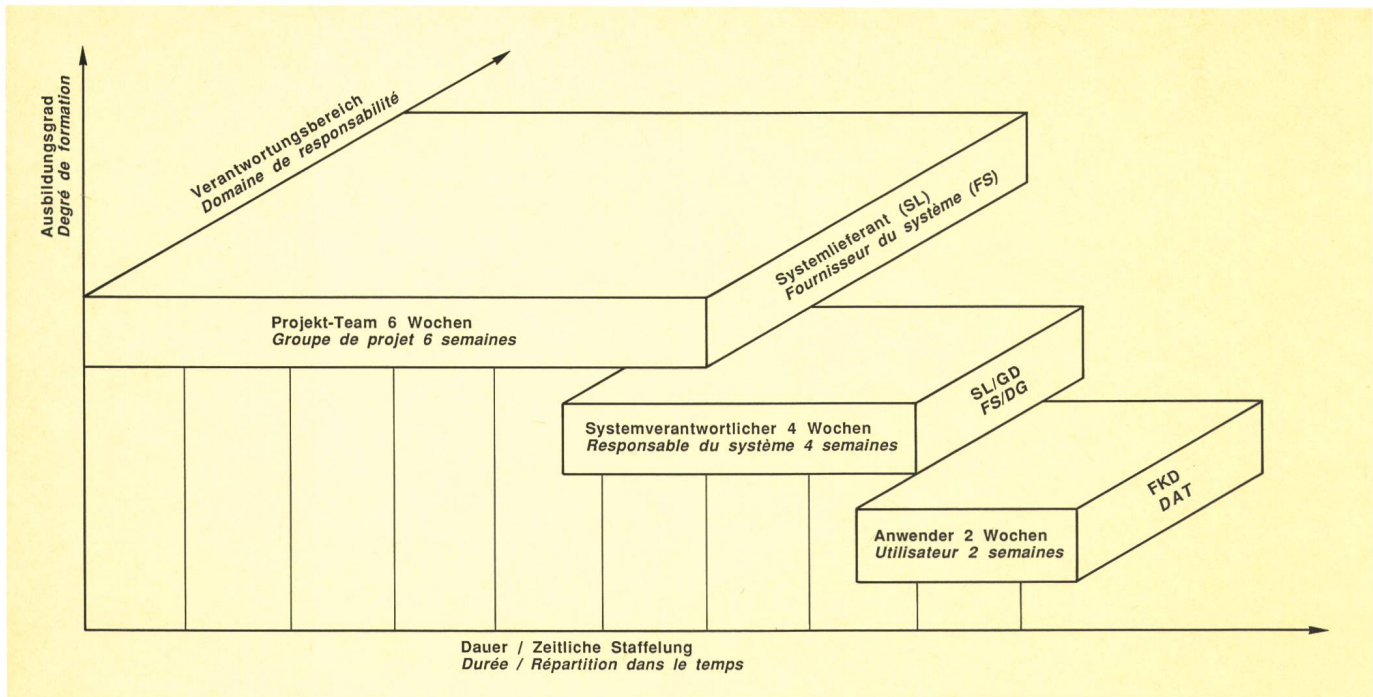 Ausbildungsgrad
Degré de formation
Verantwortungsbereich
Domaine de responsabilité
Systemlieferant (SL)
Fournisseur du système (FS)
Projekt-Team 6 Wochen
Groupe de projet 6 semaines
SL/GD
FS/DG
Systemverantwortlicher 4 Wochen
Responsable du système 4 semaines
FKD
DAT
Anwender 2 Wochen
Utilisateur 2 semaines
Dauer / Zeitliche Staffelung
Durée / Répartition dans le temps